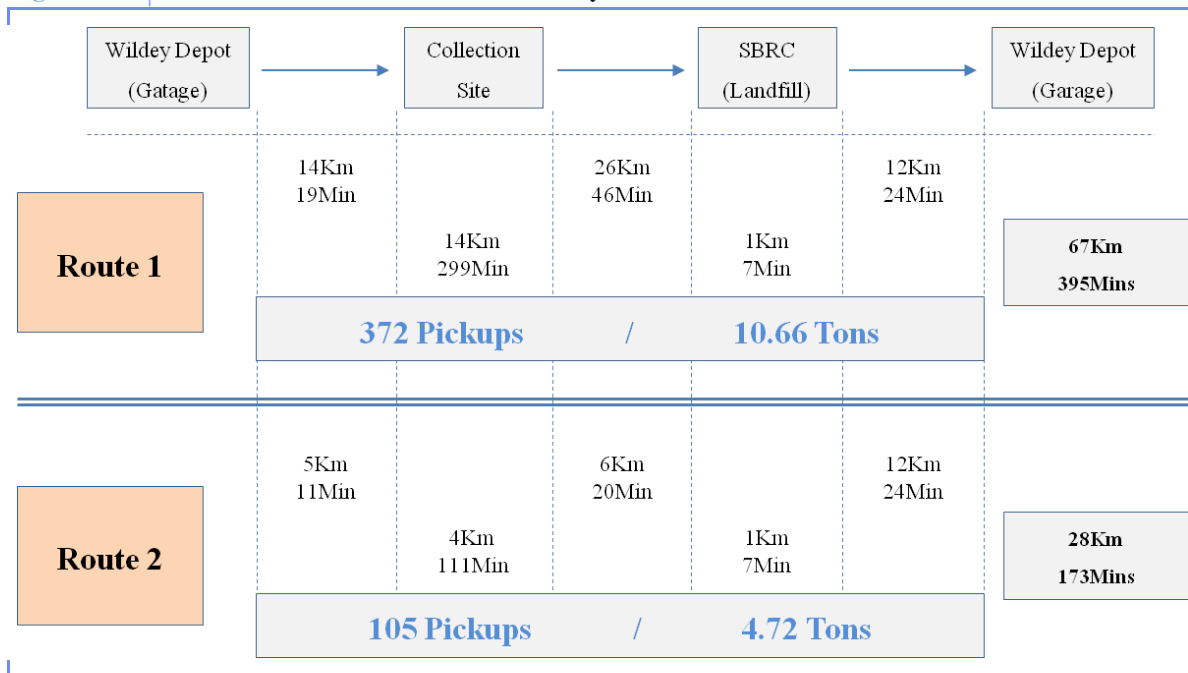 Wildey Depot
(Gatage)
Collection
Site
SBRC
(Landfill)
Wildey Depot
(Garage)
Route 1
14Km
19Min
14Km
299Min
26Km
46Min
1Km
7Min
12Km
24Min
67Km
395Mins
372 Pickups / 10.66 Tons
Route 2
5Km
11Min
4Km
111Min
6Km
20Min
1Km
7Min
12Km
24Min
28Km
173Mins
105 Pickups / 4.72 Tons